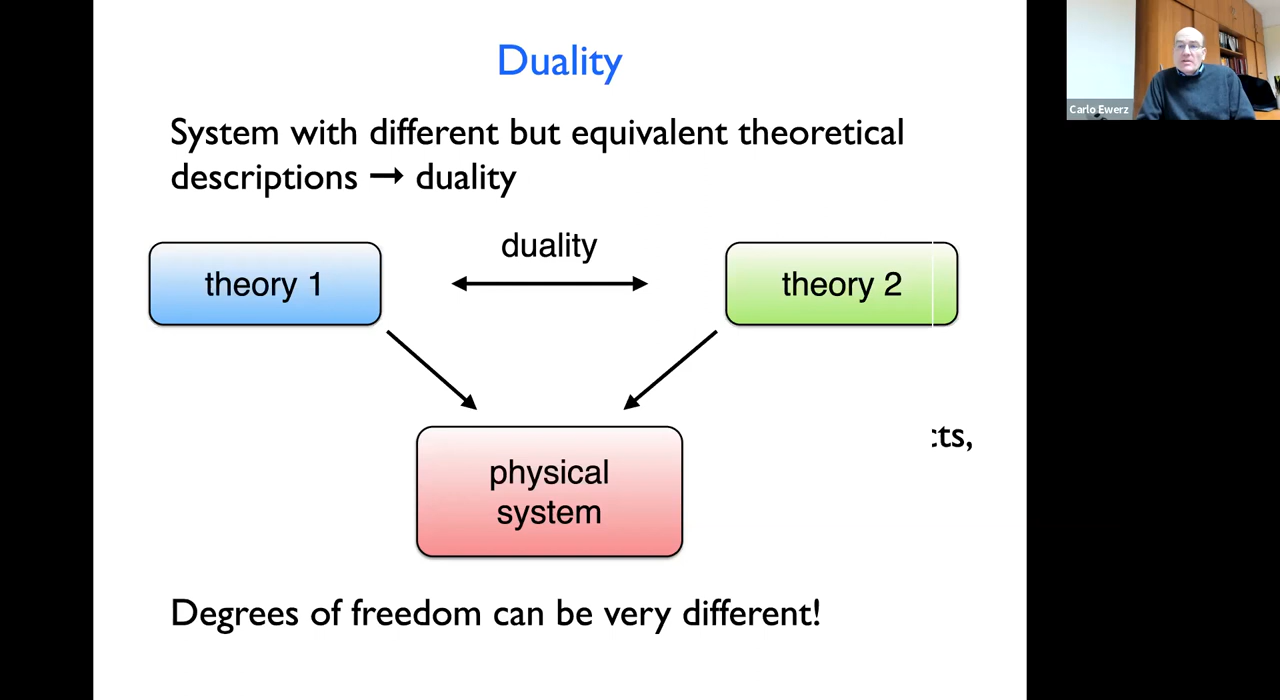 Duality
Carlo Ewerz
System with different but equivalent theoretical
descriptions → duality
duality
theory 1
theory 2
physical
system
Degrees of freedom can be very different!